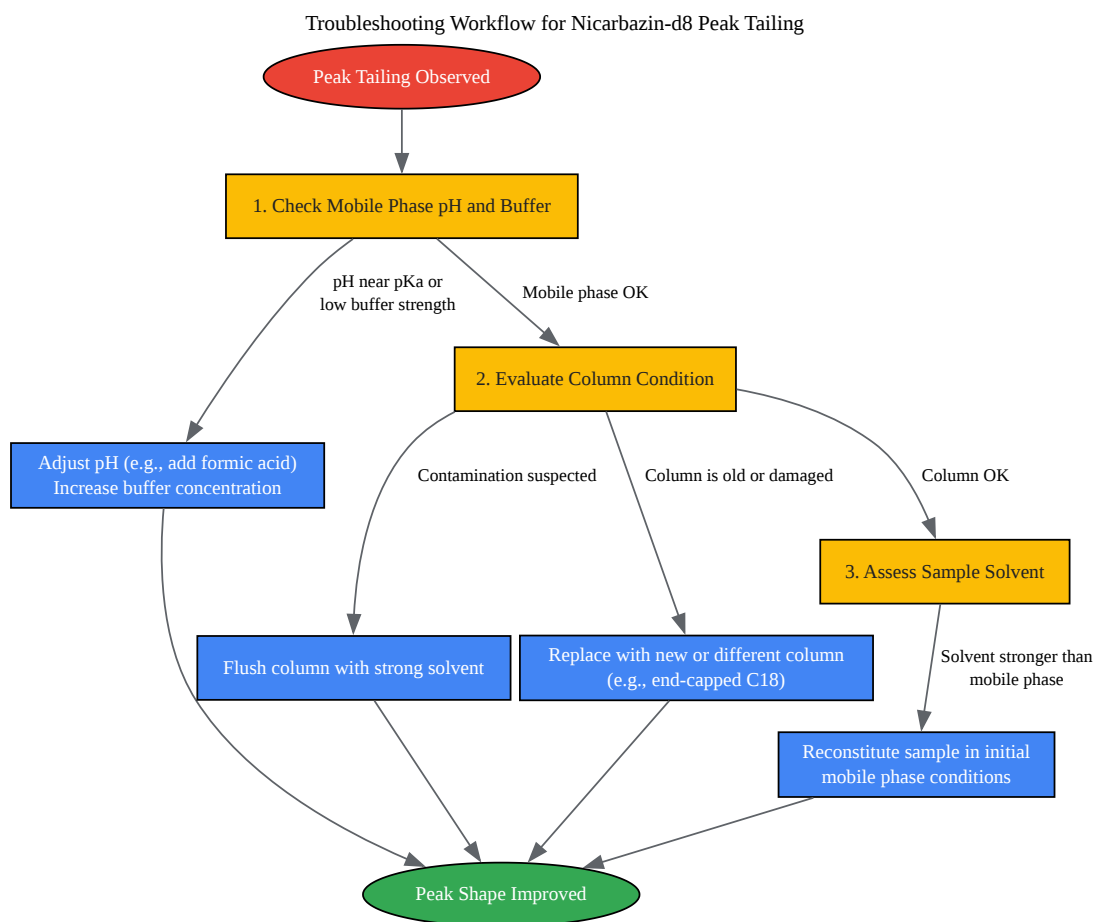 Troubleshooting Workflow for Nicarbazin-d8 Peak Tailing
Peak Tailing Observed
1. Check Mobile Phase pH and Buffer
pH near pKa or
low buffer strength
Mobile phase OK
2. Evaluate Column Condition
Adjust pH (e.g., add formic acid)
Increase buffer concentration
Contamination suspected
Column is old or damaged
Column OK
3. Assess Sample Solvent
Flush column with strong solvent
Replace with new or different column
(e.g., end-capped C18)
Solvent stronger than
mobile phase
Reconstitute sample in initial
mobile phase conditions
Peak Shape Improved